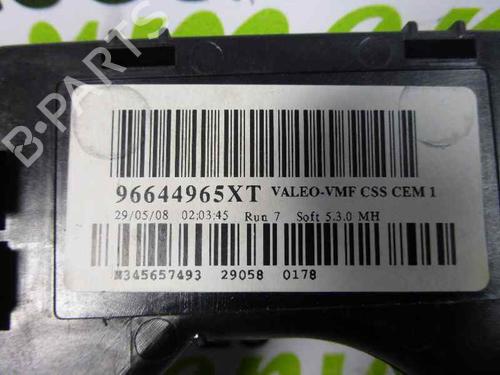 B-PARTS
96644965XT VALEO-VMF CSS CEM 1
29/05/08 02:03:45 Run 7 Soft 5.3.0 MH
M345657493 29058 0178